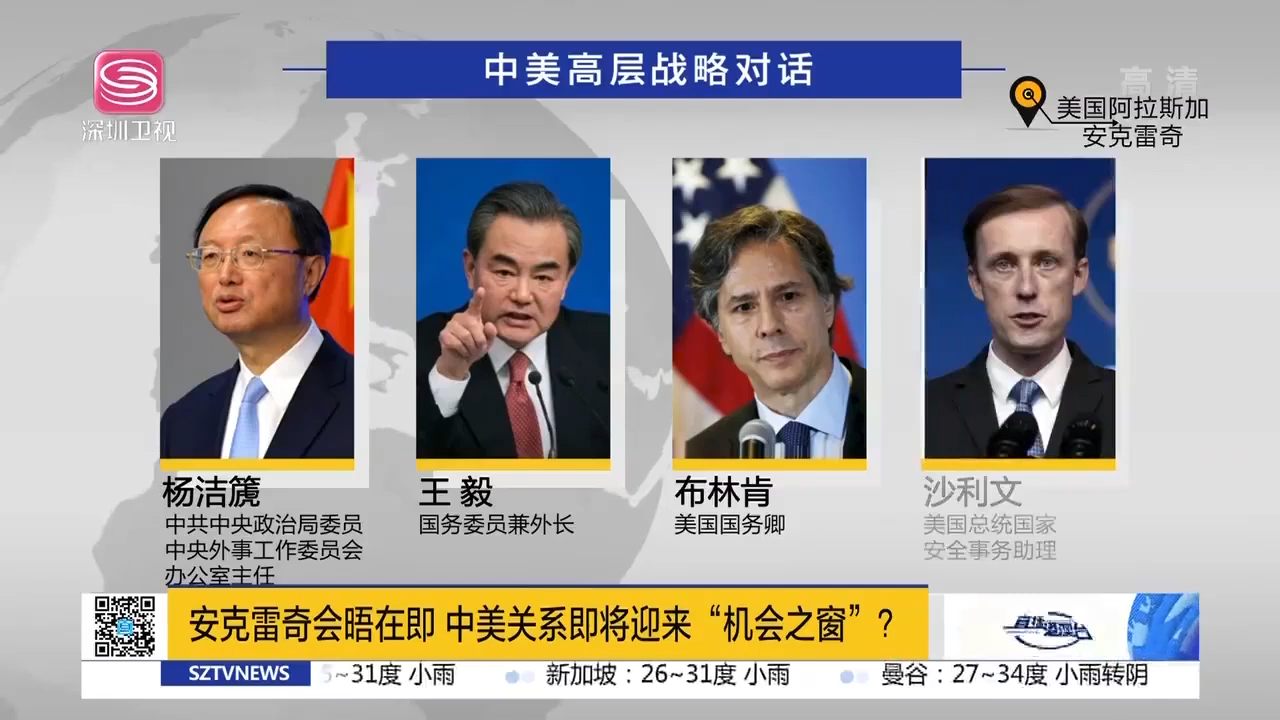 中美高层战略对话
深圳卫视
高清
美国阿拉斯加
安克雷奇
杨洁篪
中共中央政治局委员
中央外事工作委员会
办公室主任
王 毅
国务委员兼外长
布林肯
美国国务卿
沙利文
美国总统国家
安全事务助理
安克雷奇会晤在即 中美关系即将迎来“机会之窗”?
直播港澳台
SZTVNEWS
5~31度 小雨 新加坡:26~31度 小雨 曼谷:27~34度 小雨转阴